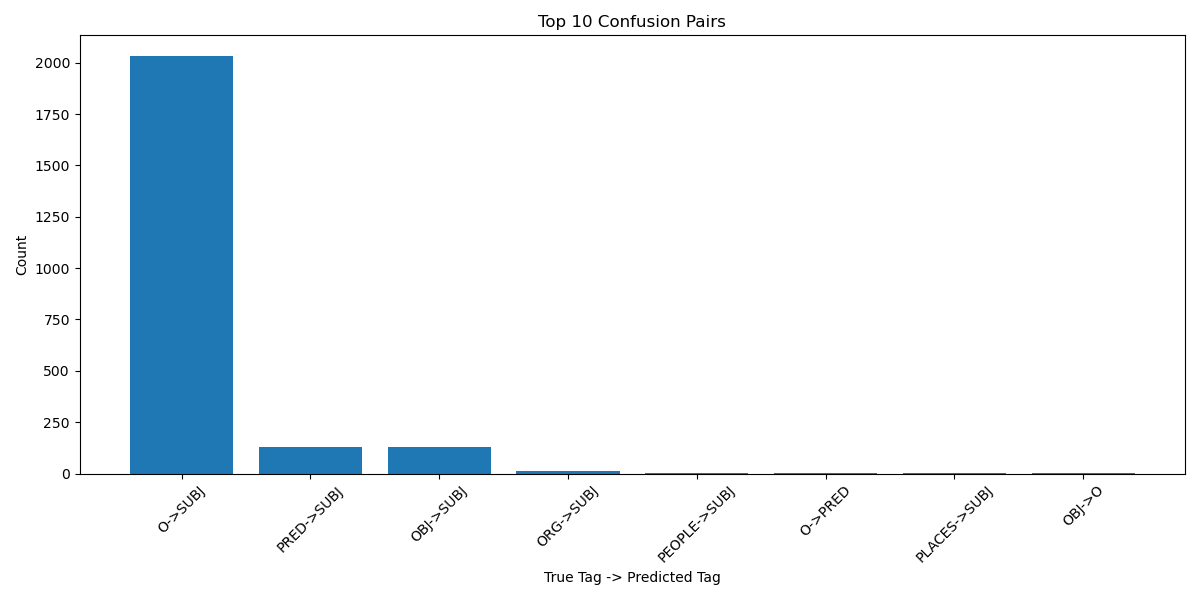 Top 10 Confusion Pairs
Count
2000
1750
1500
1250
1000
750
500
250
0
O->SUBJ
PRED->SUBJ
OBJ->SUBJ
ORG->SUBJ
PEOPLE->SUBJ
O->PRED
PLACES->SUBJ
OBJ->O
True Tag -> Predicted Tag